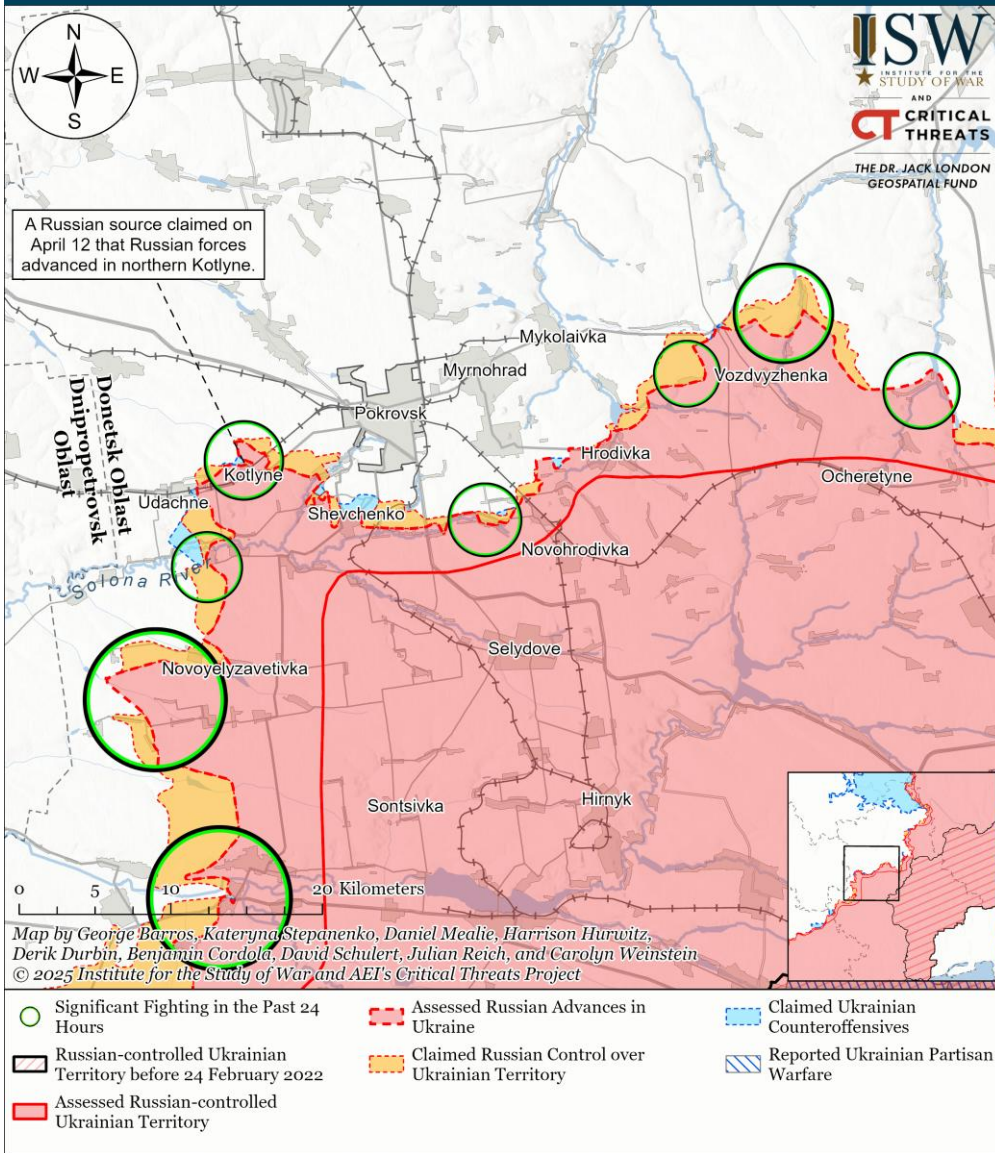 N
W E
S
ISW
INSTITUTE FOR THE
STUDY OF WAR
AND
CT CRITICAL
THREATS
THE DR. JACK LONDON
GEOSPATIAL FUND
A Russian source claimed on
April 12 that Russian forces
advanced in northern Kotlyne.
Mykolaivka
Myrnohrad
Vozdvyzhenka
Pokrovsk
Donetsk Oblast
Dnipropetrovsk
Oblast
Hrodivka
Kotlyne
Ocheretyne
Udachne
Shevchenko
Novohrodivka
Solona River
Selydove
Novoyelyzavetivka
Sontsivka
Hirnyk
0 5 10 20 Kilometers
Map by George Barros, Kateryna Stepanenko, Daniel Mealie, Harrison Hurwitz,
Derik Durbin, Benjamin Cordola, David Schulert, Julian Reich, and Carolyn Weinstein
© 2025 Institute for the Study of War and AEI's Critical Threats Project
Significant Fighting in the Past 24
Hours
Russian-controlled Ukrainian
Territory before 24 February 2022
Assessed Russian-controlled
Ukrainian Territory
Assessed Russian Advances in
Ukraine
Claimed Russian Control over
Ukrainian Territory
Claimed Ukrainian
Counteroffensives
Reported Ukrainian Partisan
Warfare